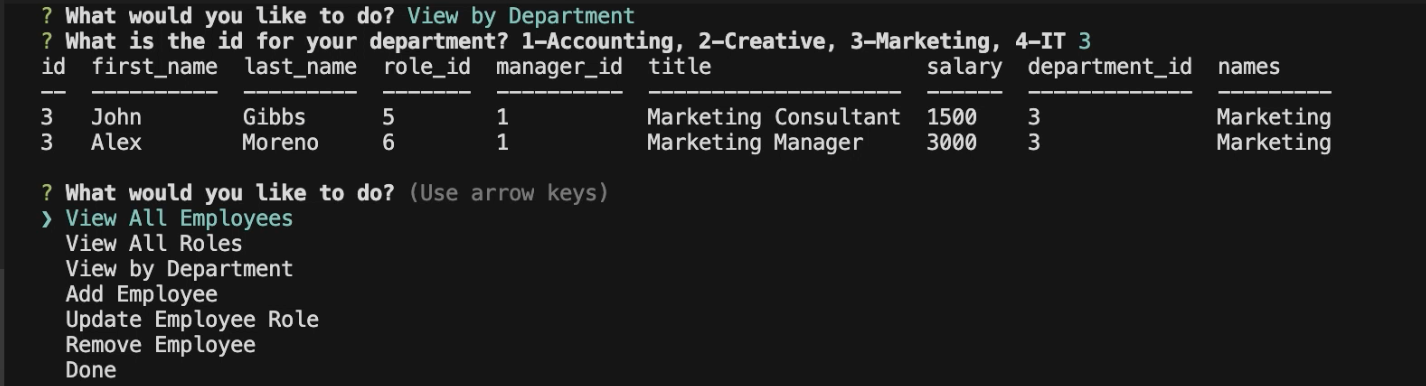 ? What would you like to do? View by Department
? What is the id for your department? 1-Accounting, 2-Creative, 3-Marketing, 4-IT 3
id  first_name  last_name  role_id  manager_id  title                 salary  department_id  names
--  ----------  ---------  -------  ----------  --------------------  ------  -------------  ---------
3   John        Gibbs      5        1           Marketing Consultant  1500    3              Marketing
3   Alex        Moreno     6        1           Marketing Manager     3000    3              Marketing
? What would you like to do? (Use arrow keys)
❯ View All Employees
View All Roles
View by Department
Add Employee
Update Employee Role
Remove Employee
Done